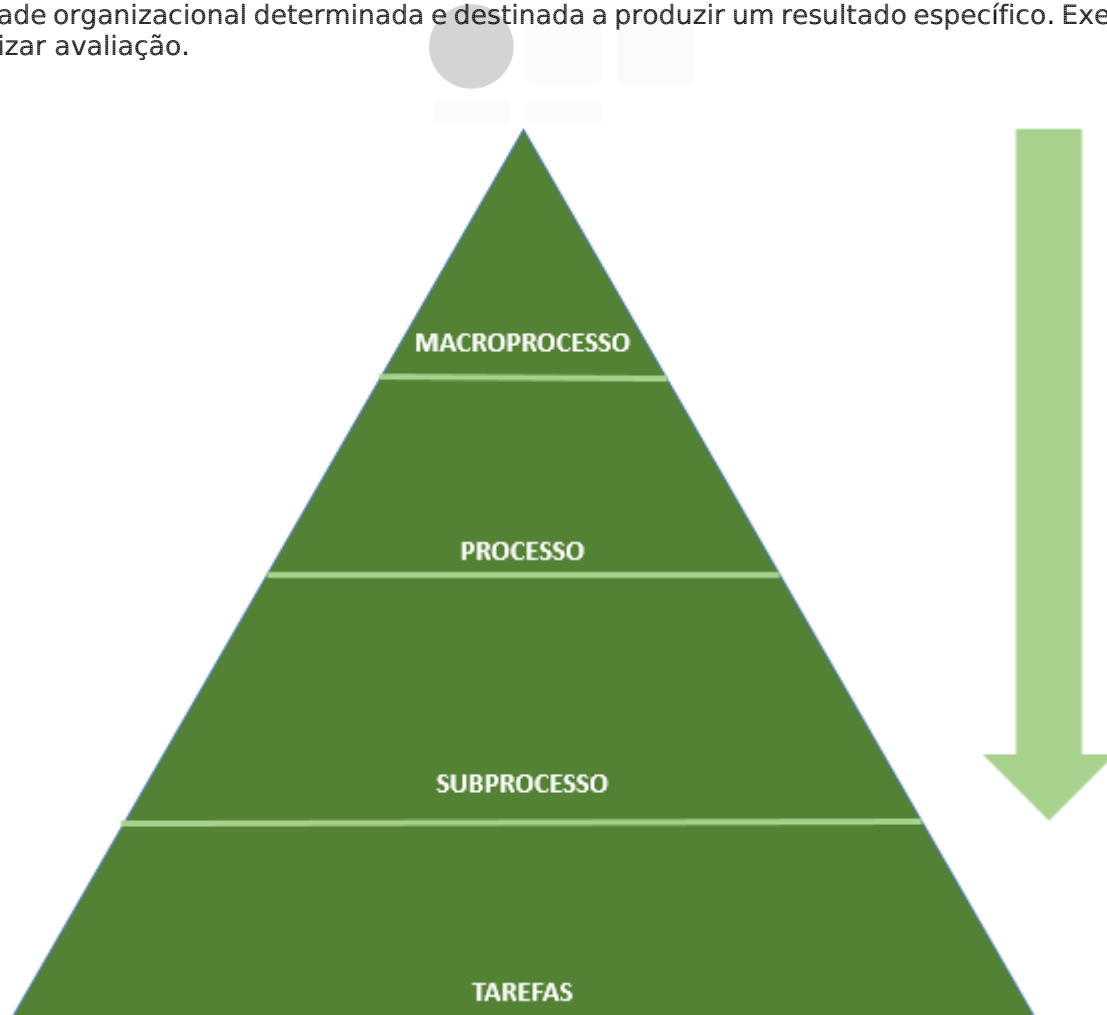 ade organizacional determinada e destinada a produzir um resultado específico. Exe
izar avaliação.
MACROPROCESSO
PROCESSO
SUBPROCESSO
TAREFAS